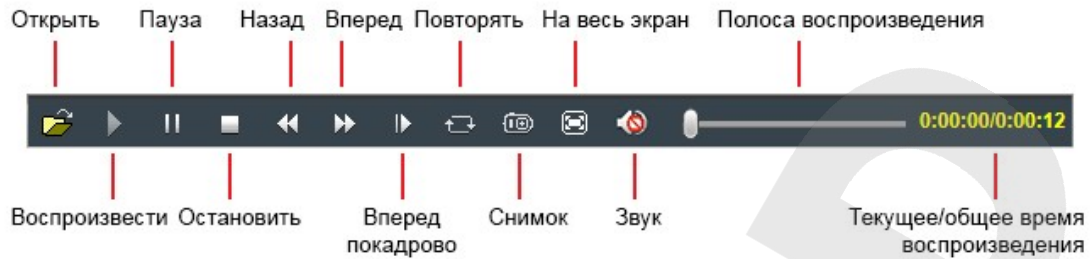 Открыть Пауза Назад Вперед Повторять На весь экран Полоса воспроизведения
0:00:00/0:00:12
Воспроизвести Остановить Вперед покадрово Снимок Звук Текущее/общее время воспроизведения